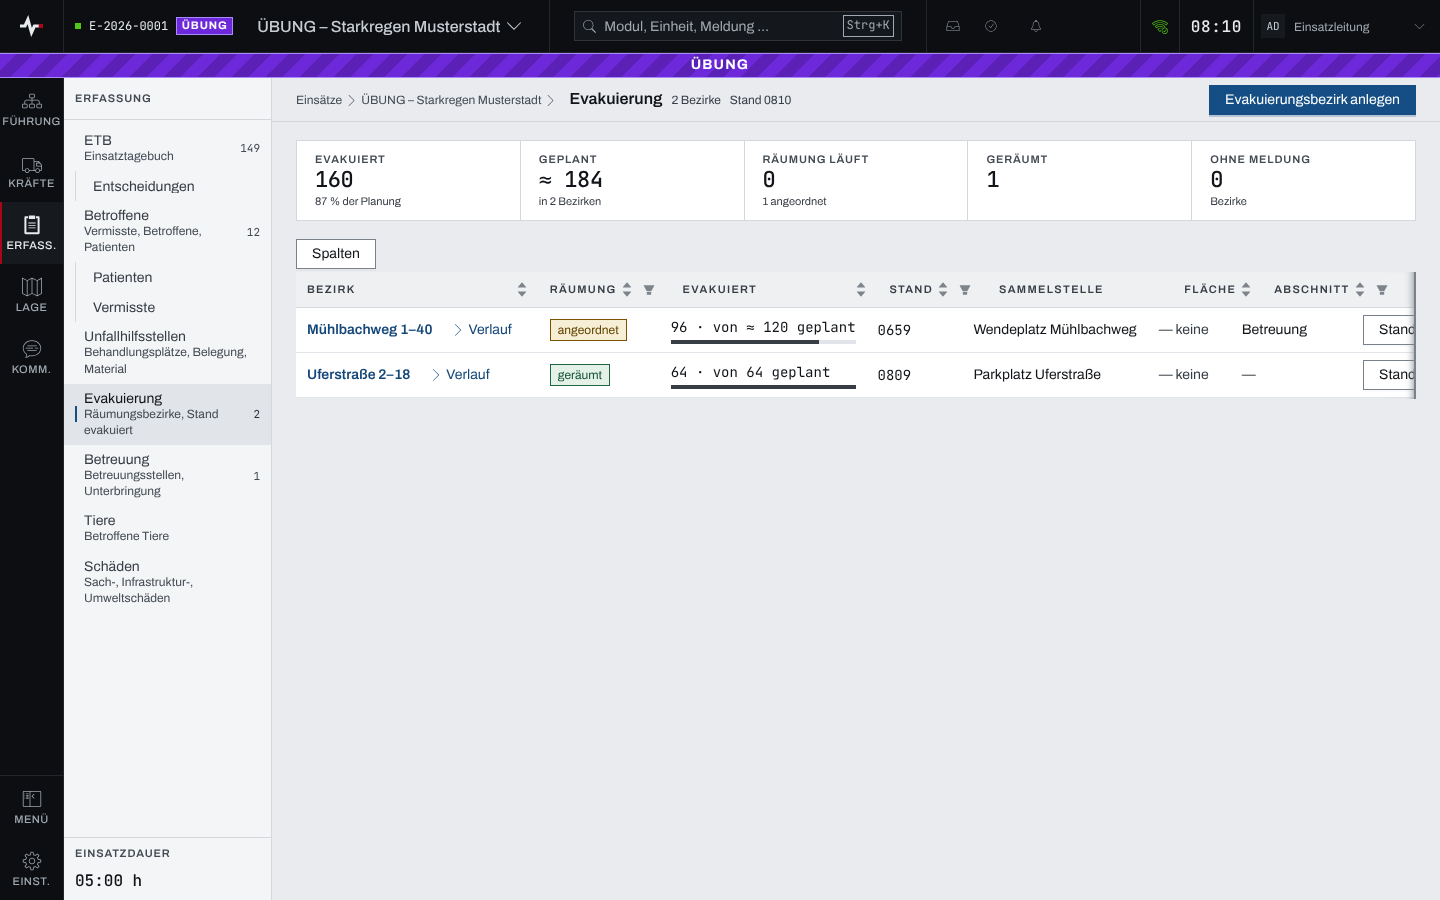 E-2026-0001 ÜBUNG ÜBUNG – Starkregen Musterstadt Modul, Einheit, Meldung ... Strg+K 08:10 AD Einsatzleitung
ÜBUNG
FÜHRUNG
KRÄFTE
ERFASS.
LAGE
KOMM.
MENÜ
EINST.
ERFASSUNG
ETB
Einsatztagebuch
149
Entscheidungen
Betroffene
Vermisste, Betroffene,
Patienten
12
Patienten
Vermisste
Unfallhilfsstellen
Behandlungsplätze, Belegung,
Material
Evakuierung
Räumungsbezirke, Stand
evakuiert
2
Betreuung
Betreuungsstellen,
Unterbringung
1
Tiere
Betroffene Tiere
Schäden
Sach-, Infrastruktur-,
Umweltschäden
EINSATZDAUER
05:00 h
Einsätze ÜBUNG – Starkregen Musterstadt Evakuierung 2 Bezirke Stand 0810
Evakuierungsbezirk anlegen
EVAKUIERT
160
87 % der Planung
GEPLANT
≈ 184
in 2 Bezirken
RÄUMUNG LÄUFT
0
1 angeordnet
GERÄUMT
1
OHNE MELDUNG
0
Bezirke
Spalten
BEZIRK RÄUMUNG EVAKUIERT STAND SAMMELSTELLE FLÄCHE ABSCHNITT
Mühlbachweg 1–40 Verlauf angeordnet 96 · von ≈ 120 geplant 0659 Wendeplatz Mühlbachweg — keine Betreuung Stand
Uferstraße 2–18 Verlauf geräumt 64 · von 64 geplant 0809 Parkplatz Uferstraße — keine — Stand